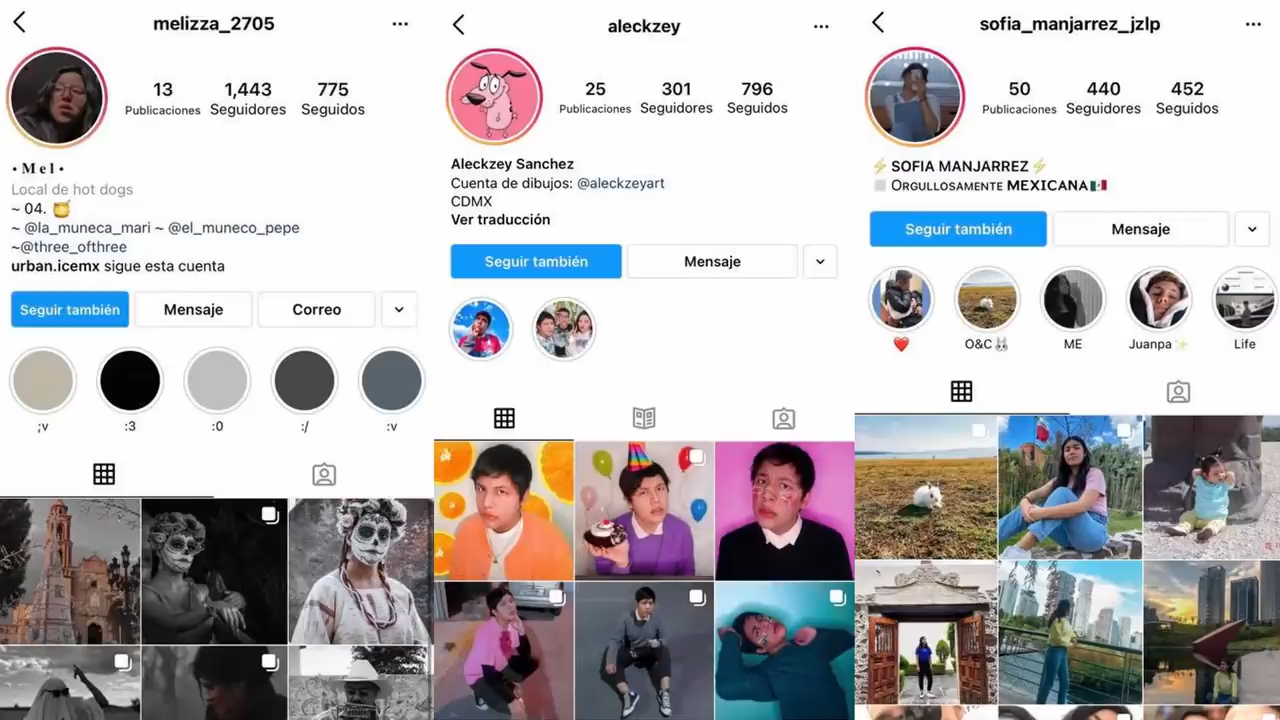 melizza_2705
13 1,443 775
Publicaciones Seguidores Seguidos
• M e l •
Local de hot dogs
~ 04. 🍯
~ @la_muneca_mari ~ @el_muneco_pepe
~@three_ofthree
urban.icemx sigue esta cuenta
Seguir también Mensaje Correo
;v :3 :0 :/ :v
aleckzey
25 301 796
Publicaciones Seguidores Seguidos
Aleckzey Sanchez
Cuenta de dibujos: @aleckzeyart
CDMX
Ver traducción
Seguir también Mensaje
sofia_manjarrez_jzlp
50 440 452
Publicaciones Seguidores Seguidos
⚡ SOFIA MANJARREZ ⚡
◻️ Orgullosamente MEXICANA🇲🇽
Seguir también Mensaje
❤️ O&C🐰 ME Juanpa✨ Life